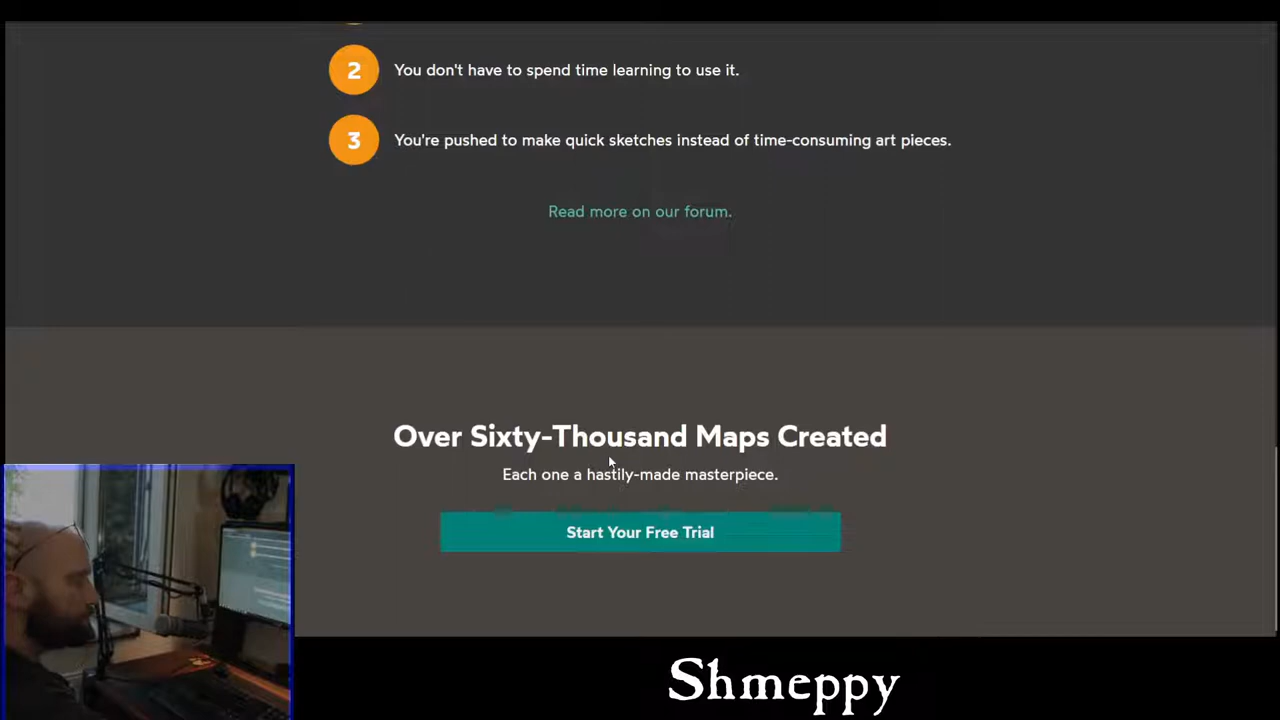 2
You don't have to spend time learning to use it.
3
You're pushed to make quick sketches instead of time-consuming art pieces.
Read more on our forum.
Over Sixty-Thousand Maps Created
Each one a hastily-made masterpiece.
Start Your Free Trial
Shmeppy